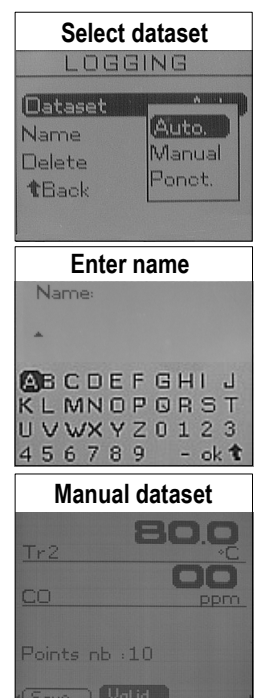 Select dataset
LOGGING
Dataset
Auto.
Name
Manual
Delete
Ponct.
⬆Back
Enter name
Name:
A B C D E F G H I J
K L M N O P Q R S T
U V W X Y Z 0 1 2 3
4 5 6 7 8 9 - ok ⬆
Manual dataset
80.0
Tr2 °C
00
CO ppm
Points nb :10
Save Valid